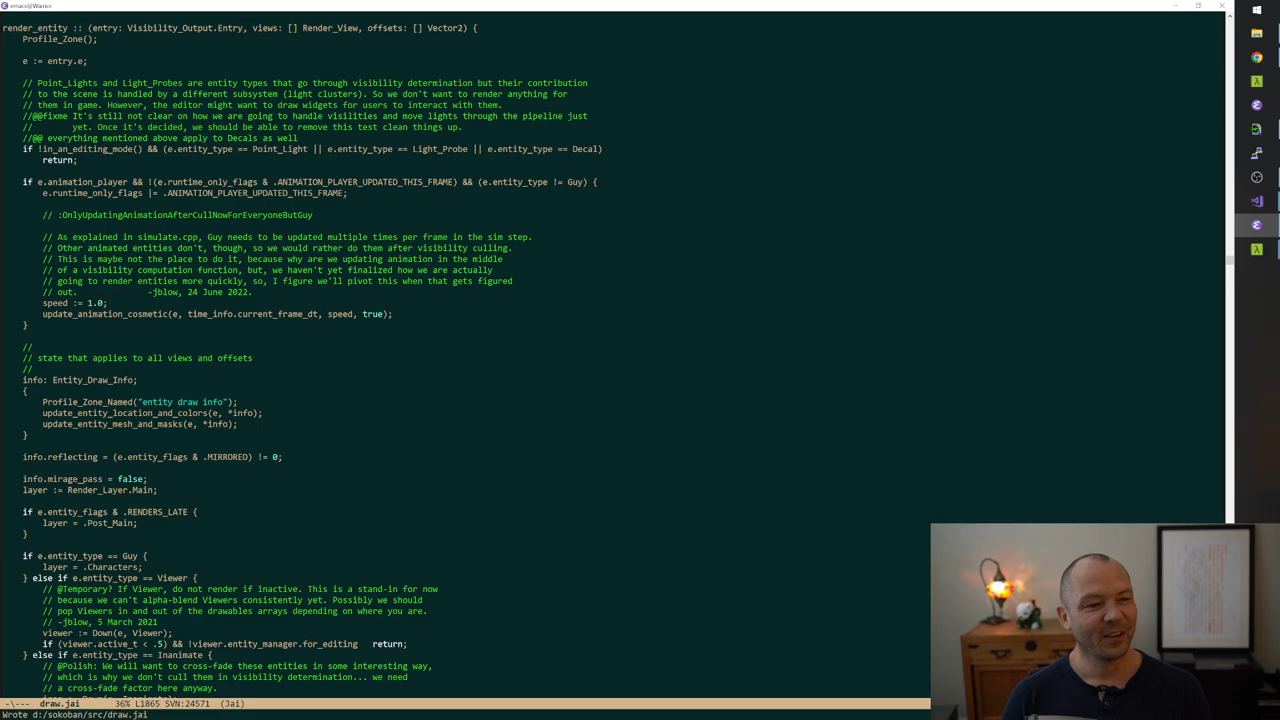 emacs@Warrior
render_entity :: (entry: Visibility_Output.Entry, views: [] Render_View, offsets: [] Vector2) {
    Profile_Zone();
    e := entry.e;
    // Point_Lights and Light_Probes are entity types that go through visibility determination but their contribution
    // to the scene is handled by a different subsystem (light clusters). So we don't want to render anything for
    // them in game. However, the editor might want to draw widgets for users to interact with them.
    //@@fixme It's still not clear on how we are going to handle visilities and move lights through the pipeline just
    //        yet. Once it's decided, we should be able to remove this test clean things up.
    //@@ everything mentioned above apply to Decals as well
    if !in_an_editing_mode() && (e.entity_type == Point_Light || e.entity_type == Light_Probe || e.entity_type == Decal)
        return;
    if e.animation_player && !(e.runtime_only_flags & .ANIMATION_PLAYER_UPDATED_THIS_FRAME) && (e.entity_type != Guy) {
        e.runtime_only_flags |= .ANIMATION_PLAYER_UPDATED_THIS_FRAME;
        // :OnlyUpdatingAnimationAfterCullNowForEveryoneButGuy
        // As explained in simulate.cpp, Guy needs to be updated multiple times per frame in the sim step.
        // Other animated entities don't, though, so we would rather do them after visibility culling.
        // This is maybe not the place to do it, because why are we updating animation in the middle
        // of a visibility computation function, but, we haven't yet finalized how we are actually
        // going to render entities more quickly, so, I figure we'll pivot this when that gets figured
        // out.              -jblow, 24 June 2022.
        speed := 1.0;
        update_animation_cosmetic(e, time_info.current_frame_dt, speed, true);
    }
    //
    // state that applies to all views and offsets
    //
    info: Entity_Draw_Info;
    {
        Profile_Zone_Named("entity draw info");
        update_entity_location_and_colors(e, *info);
        update_entity_mesh_and_masks(e, *info);
    }
    info.reflecting = (e.entity_flags & .MIRRORED) != 0;
    info.mirage_pass = false;
    layer := Render_Layer.Main;
    if e.entity_flags & .RENDERS_LATE {
        layer = .Post_Main;
    }
    if e.entity_type == Guy {
        layer = .Characters;
    } else if e.entity_type == Viewer {
        // @Temporary? If Viewer, do not render if inactive. This is a stand-in for now
        // because we can't alpha-blend Viewers consistently yet. Possibly we should
        // pop Viewers in and out of the drawables arrays depending on where you are.
        // -jblow, 5 March 2021
        viewer := Down(e, Viewer);
        if (viewer.active_t < .5) && !viewer.entity_manager.for_editing   return;
    } else if e.entity_type == Inanimate {
        // @Polish: We will want to cross-fade these entities in some interesting way,
        // which is why we don't cull them in visibility determination... we need
        // a cross-fade factor here anyway.
-\---  draw.jai       36% L1865 SVN:24571  (Jai)
Wrote d:/sokoban/src/draw.jai